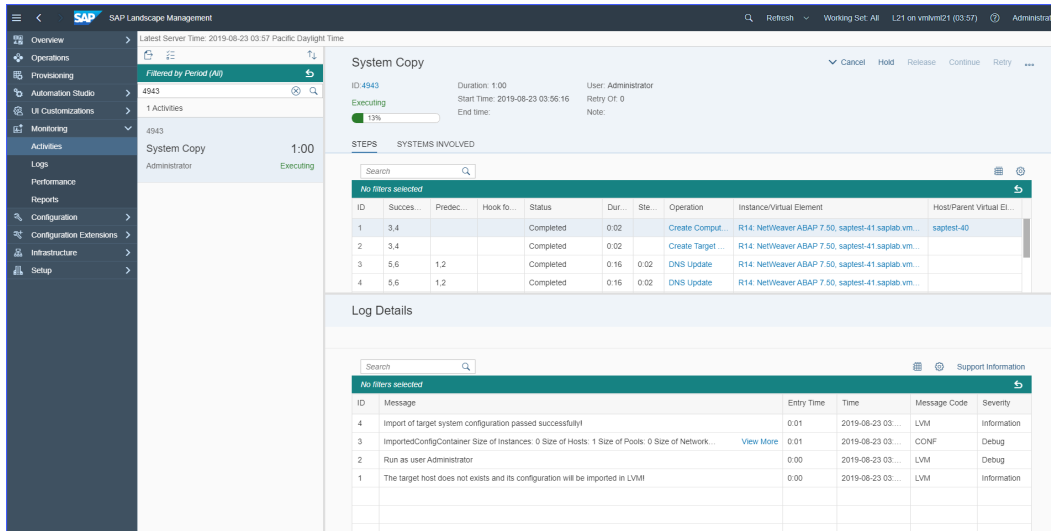 SAP SAP Landscape Management
Refresh Working Set: All L21 on vmlvml21 (03:57) Administrat
Overview
Operations
Provisioning
Automation Studio
UI Customizations
Monitoring
Activities
Logs
Performance
Reports
Configuration
Configuration Extensions
Infrastructure
Setup
Latest Server Time: 2019-08-23 03:57 Pacific Daylight Time
Filtered by Period (All)
4943
1 Activities
4943
System Copy 1:00
Administrator Executing
System Copy
Cancel Hold Release Continue Retry
ID:4943 Duration: 1:00 User: Administrator
Executing Start Time: 2019-08-23 03:56:16 Retry Of: 0
13% End time: Note:
STEPS SYSTEMS INVOLVED
Search
No filters selected
ID Succes... Predec... Hook fo... Status Dur... Ste... Operation Instance/Virtual Element Host/Parent Virtual El...
1 3,4 Completed 0:02 Create Comput... R14: NetWeaver ABAP 7.50, saptest-41.saplab.vm... saptest-40
2 3,4 Completed 0:02 Create Target ... R14: NetWeaver ABAP 7.50, saptest-41.saplab.vm...
3 5,6 1,2 Completed 0:16 0:02 DNS Update R14: NetWeaver ABAP 7.50, saptest-41.saplab.vm...
4 5,6 1,2 Completed 0:16 0:02 DNS Update R14: NetWeaver ABAP 7.50, saptest-41.saplab.vm...
Log Details
Search Support Information
No filters selected
ID Message Entry Time Time Message Code Severity
4 Import of target system configuration passed successfully! 0:01 2019-08-23 03:... LVM Information
3 ImportedConfigContainer Size of Instances: 0 Size of Hosts: 1 Size of Pools: 0 Size of Network... View More 0:01 2019-08-23 03:... CONF Debug
2 Run as user Administrator 0:00 2019-08-23 03:... LVM Debug
1 The target host does not exists and its configuration will be imported in LVM! 0:00 2019-08-23 03:... LVM Information